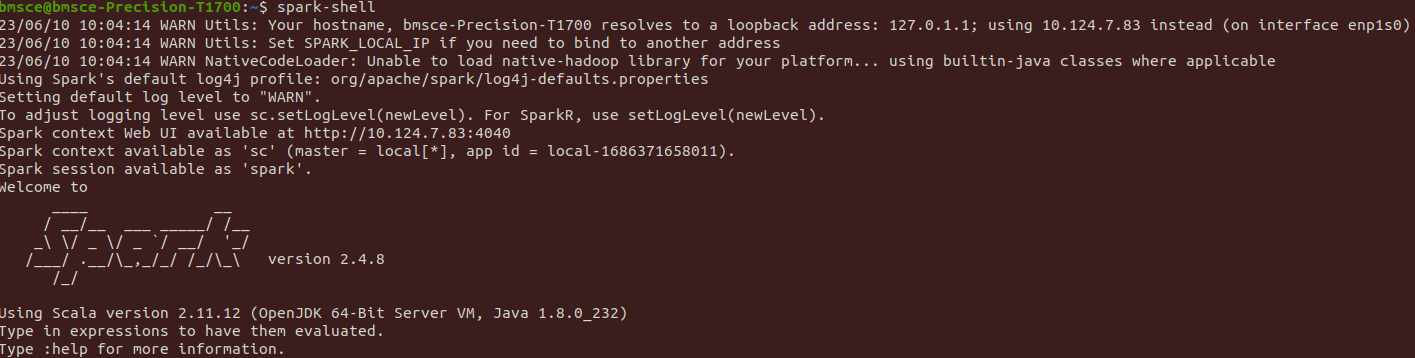 bmsce@bmsce-Precision-T1700:~$ spark-shell
23/06/10 10:04:14 WARN Utils: Your hostname, bmsce-Precision-T1700 resolves to a loopback address: 127.0.1.1; using 10.124.7.83 instead (on interface enp1s0)
23/06/10 10:04:14 WARN Utils: Set SPARK_LOCAL_IP if you need to bind to another address
23/06/10 10:04:14 WARN NativeCodeLoader: Unable to load native-hadoop library for your platform... using builtin-java classes where applicable
Using Spark's default log4j profile: org/apache/spark/log4j-defaults.properties
Setting default log level to "WARN".
To adjust logging level use sc.setLogLevel(newLevel). For SparkR, use setLogLevel(newLevel).
Spark context Web UI available at http://10.124.7.83:4040
Spark context available as 'sc' (master = local[*], app id = local-1686371658011).
Spark session available as 'spark'.
Welcome to
      ____              __
     / __/__  ___ _____/ /__
    _\ \/ _ \/ _ `/ __/  '_/
   /___/ .__/\_,_/_/ /_/\_\   version 2.4.8
      /_/
Using Scala version 2.11.12 (OpenJDK 64-Bit Server VM, Java 1.8.0_232)
Type in expressions to have them evaluated.
Type :help for more information.